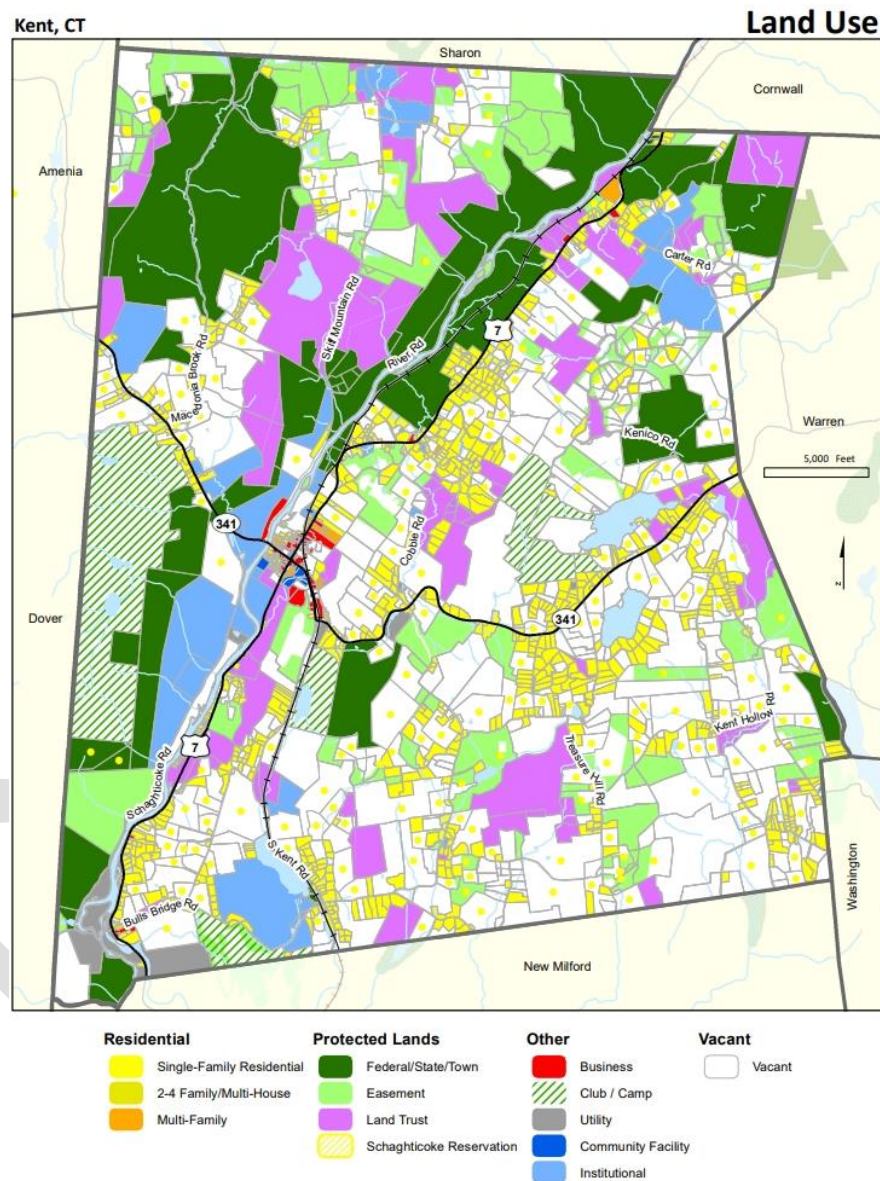 Kent, CT
Land Use
Sharon
Cornwall
Amenia
Carter Rd
Skiff Mountain Rd
7
River Rd
Macedonia Brook Rd
Warren
Kenico Rd
5,000 Feet
341
Cobble Rd
N
Dover
341
Kent Hollow Rd
7
Treasure Hill Rd
Schaghticoke Rd
S. Kent Rd
Washington
Bulls Bridge Rd
New Milford
Residential
Single-Family Residential
2-4 Family/Multi-House
Multi-Family
Protected Lands
Federal/State/Town
Easement
Land Trust
Schaghticoke Reservation
Other
Business
Club / Camp
Utility
Community Facility
Institutional
Vacant
Vacant